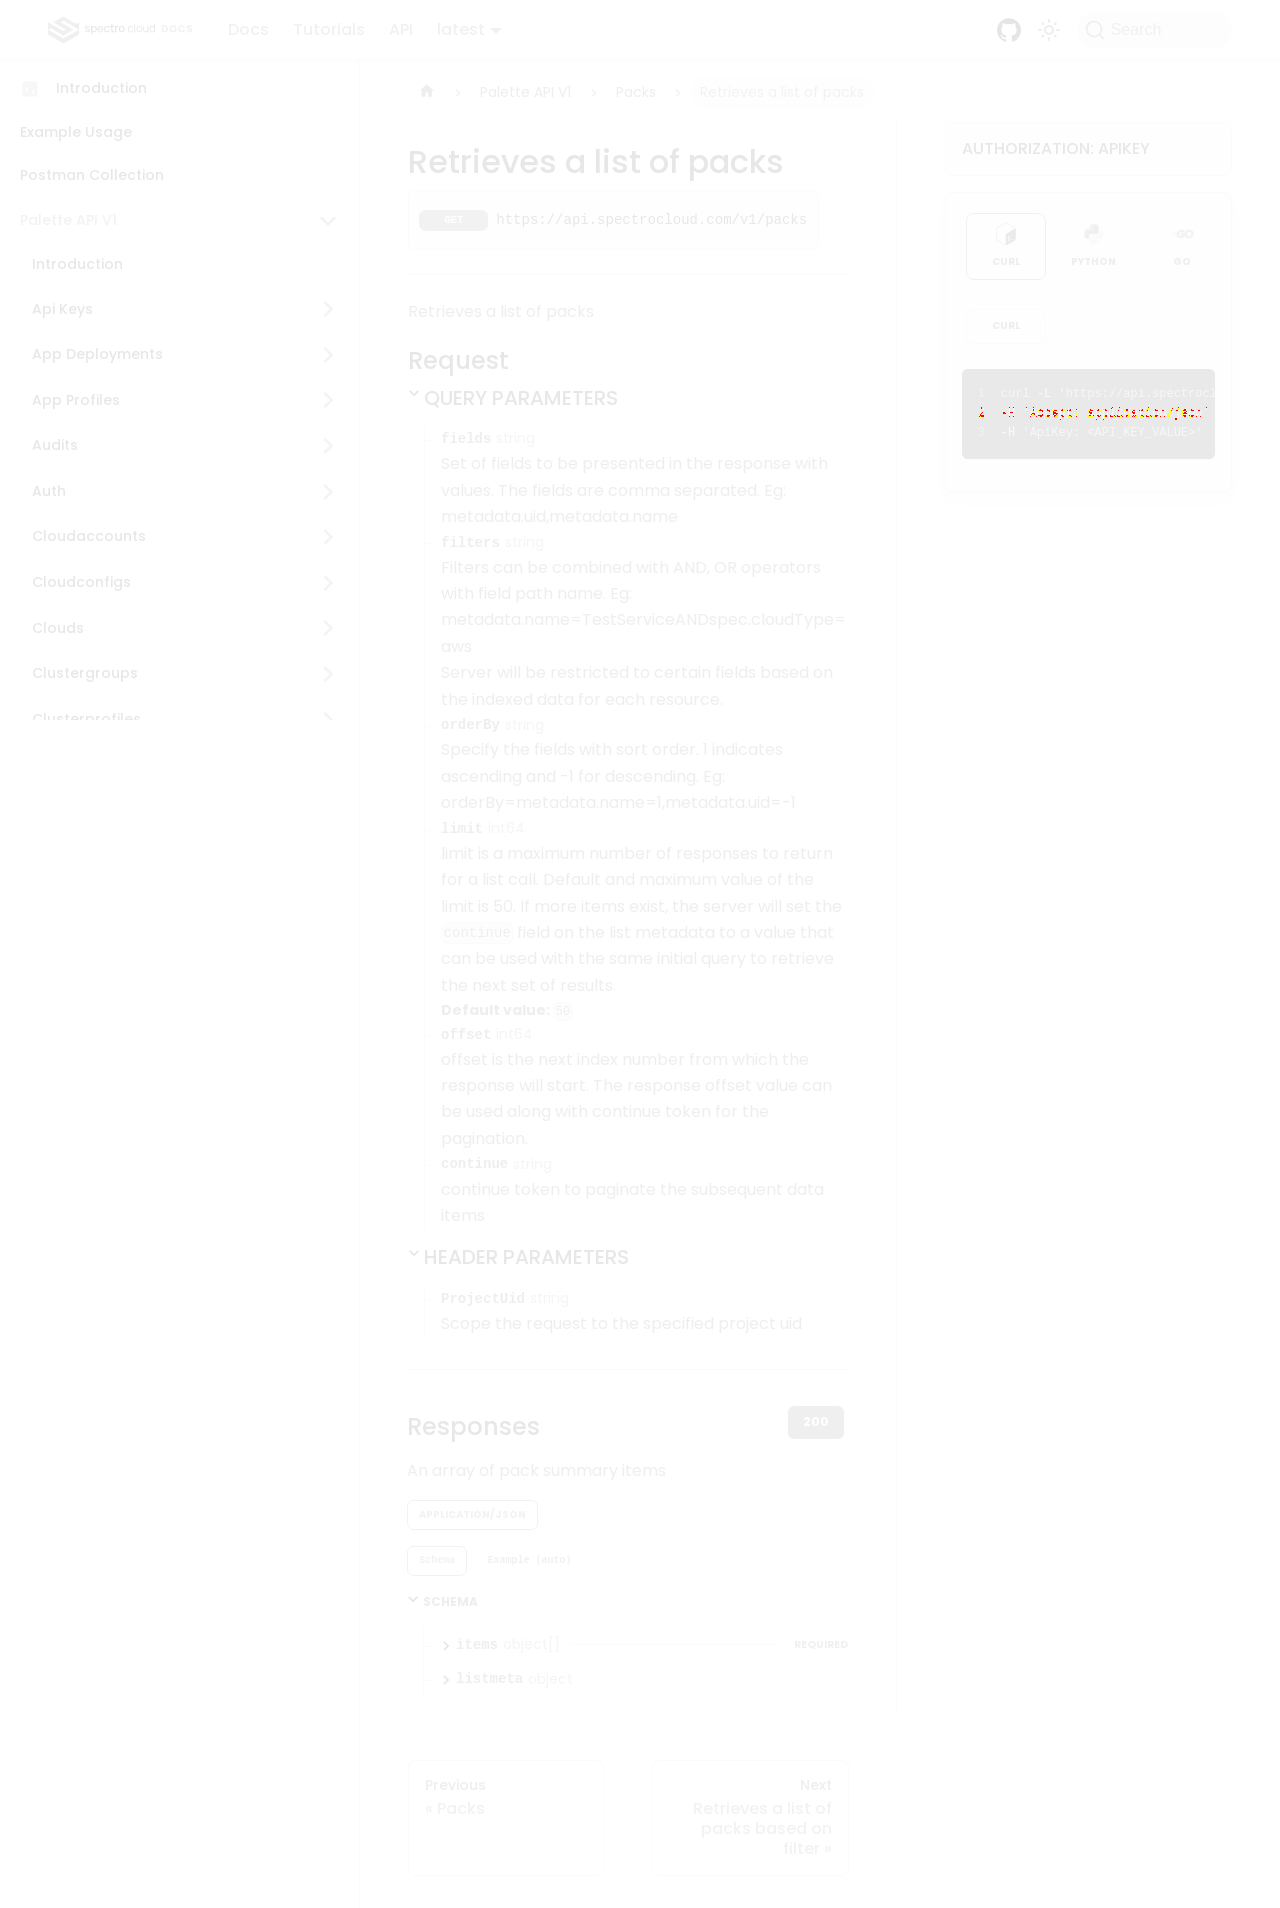 spectro cloud DOCS
Docs
Tutorials
API
latest
Search
Introduction
Example Usage
Postman Collection
Palette API V1
Introduction
Api Keys
App Deployments
App Profiles
Audits
Auth
Cloudaccounts
Cloudconfigs
Clouds
Clustergroups
Clusterprofiles
Palette API V1
Packs
Retrieves a list of packs
Retrieves a list of packs
GET https://api.spectrocloud.com/v1/packs
Retrieves a list of packs
Request
QUERY PARAMETERS
fields string
Set of fields to be presented in the response with
values. The fields are comma separated. Eg:
metadata.uid,metadata.name
filters string
Filters can be combined with AND, OR operators
with field path name. Eg:
metadata.name=TestServiceANDspec.cloudType=
aws
Server will be restricted to certain fields based on
the indexed data for each resource.
orderBy string
Specify the fields with sort order. 1 indicates
ascending and -1 for descending. Eg:
orderBy=metadata.name=1,metadata.uid=-1
limit int64
limit is a maximum number of responses to return
for a list call. Default and maximum value of the
limit is 50. If more items exist, the server will set the
continue field on the list metadata to a value that
can be used with the same initial query to retrieve
the next set of results.
Default value: 50
offset int64
offset is the next index number from which the
response will start. The response offset value can
be used along with continue token for the
pagination.
continue string
continue token to paginate the subsequent data
items
HEADER PARAMETERS
ProjectUid string
Scope the request to the specified project uid
Responses
200
An array of pack summary items
APPLICATION/JSON
Schema
Example (auto)
SCHEMA
items object[]
REQUIRED
listmeta object
Previous
« Packs
Next
Retrieves a list of
packs based on
filter »
AUTHORIZATION: APIKEY
CURL
PYTHON
GO
CURL
1 curl -L 'https://api.spectrocl
2 -H 'Accept: application/json'
3 -H 'ApiKey: <API_KEY_VALUE>'